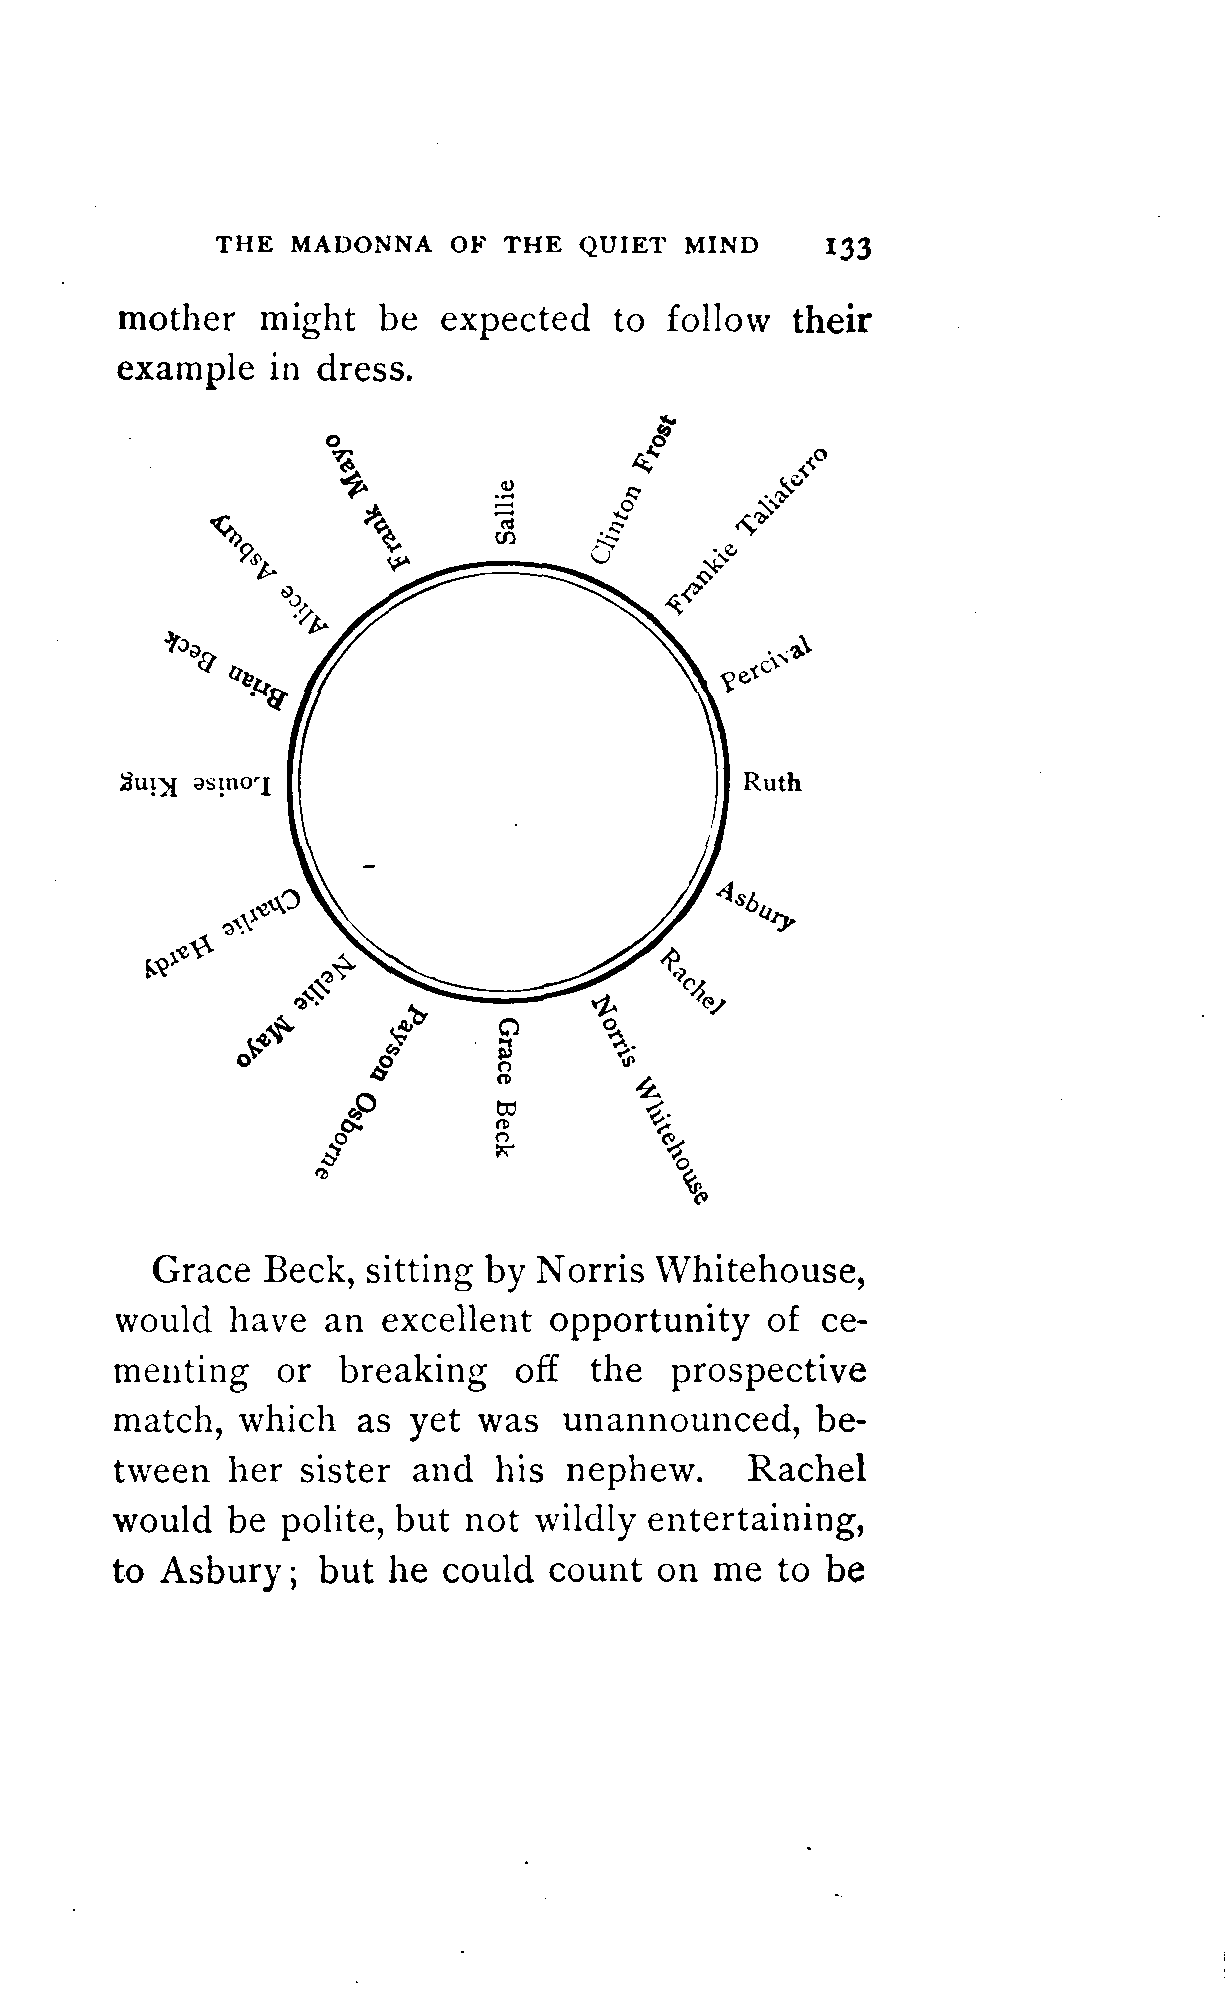 THE MADONNA OF THE QUIET MIND 133
mother might be expected to follow their
example in dress.
Sallie
Clinton Frost
Frankie Taliaferro
Percival
Ruth
Asbury
Rachel
Norris Whitehouse
Grace Beck
Payson Osborne
Nellie Mayo
Charlie Hardy
Louise King
Brian Beck
Alice Asbury
Frank Mayo
Grace Beck, sitting by Norris Whitehouse,
would have an excellent opportunity of ce-
menting or breaking off the prospective
match, which as yet was unannounced, be-
tween her sister and his nephew. Rachel
would be polite, but not wildly entertaining,
to Asbury; but he could count on me to be